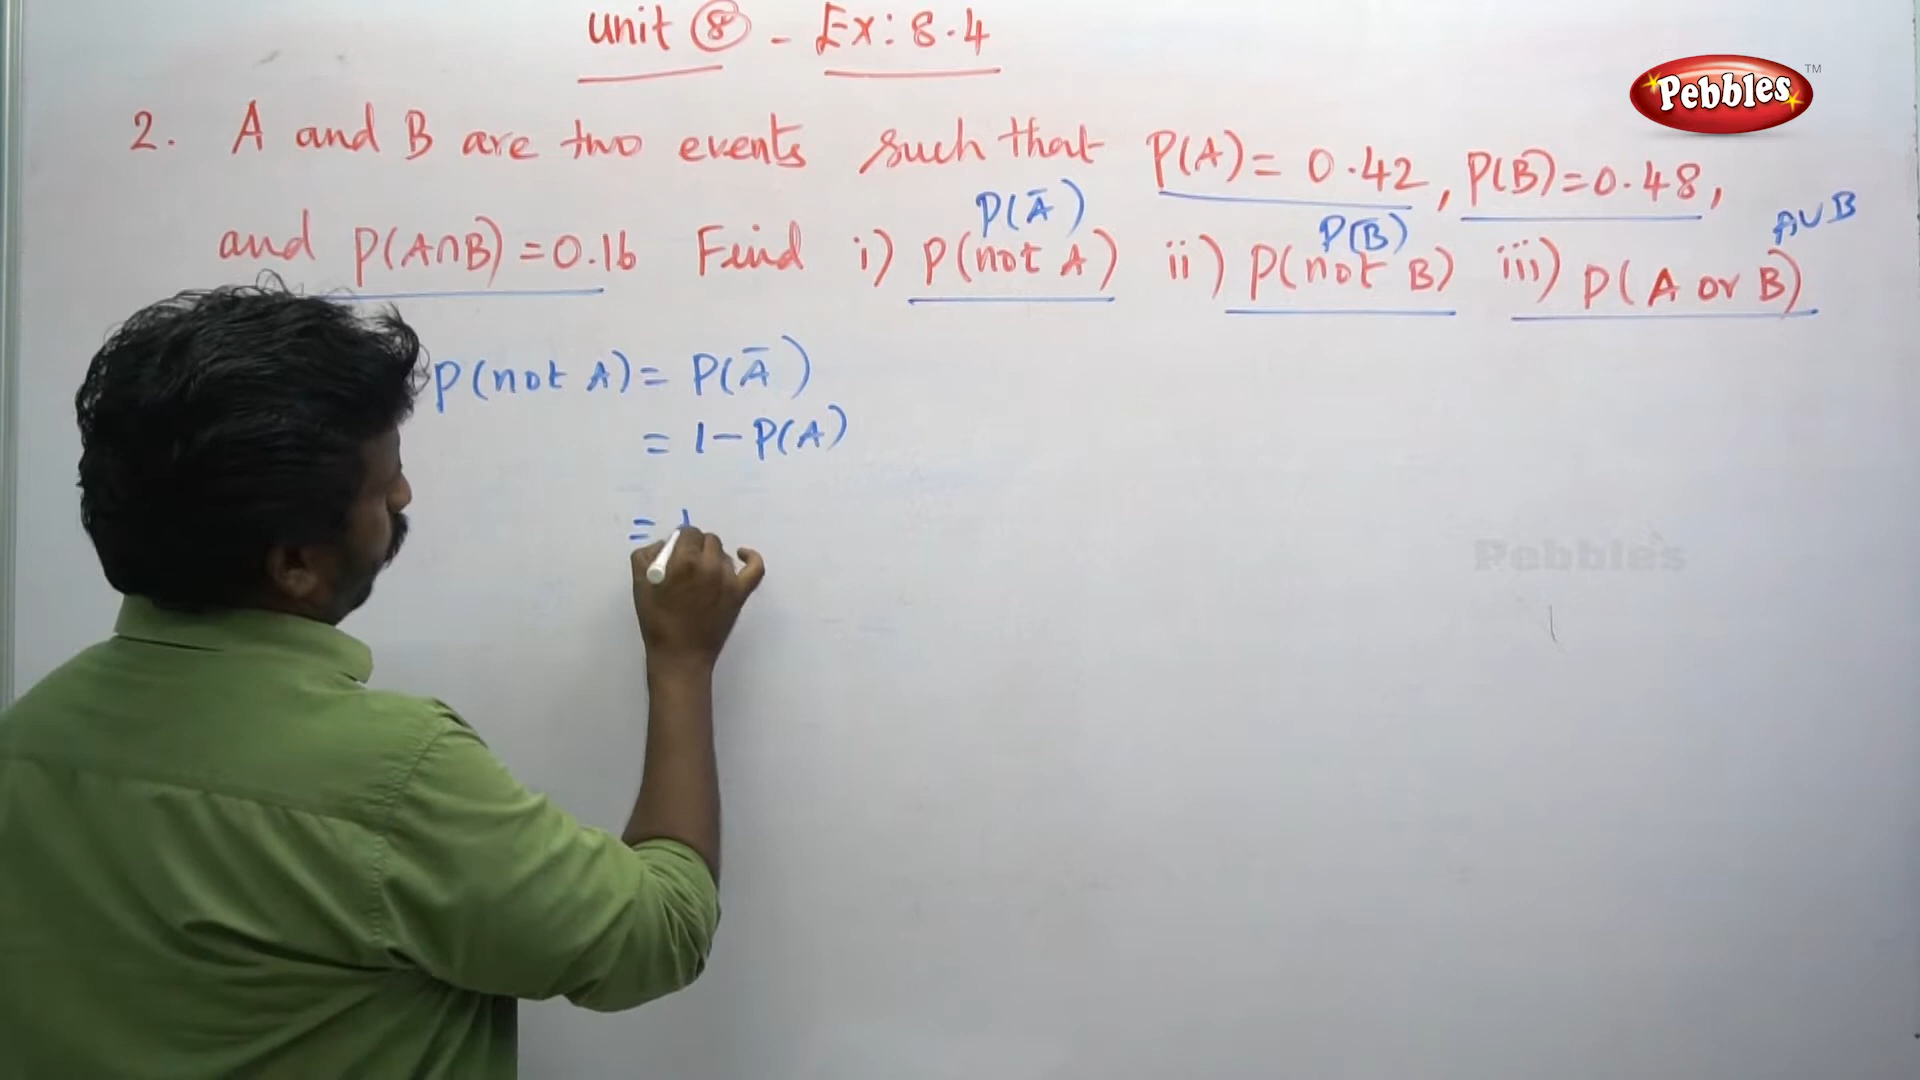 unit 8 - Ex: 8.4
Pebbles TM
2. A and B are two events such that P(A) = 0.42, P(B) = 0.48,
P(Ā) P(B̄) A∪B
and P(A∩B) = 0.16 Find i) P(not A) ii) P(not B) iii) P(A or B)
P(not A) = P(Ā)
= 1 - P(A)
=
Pebbles